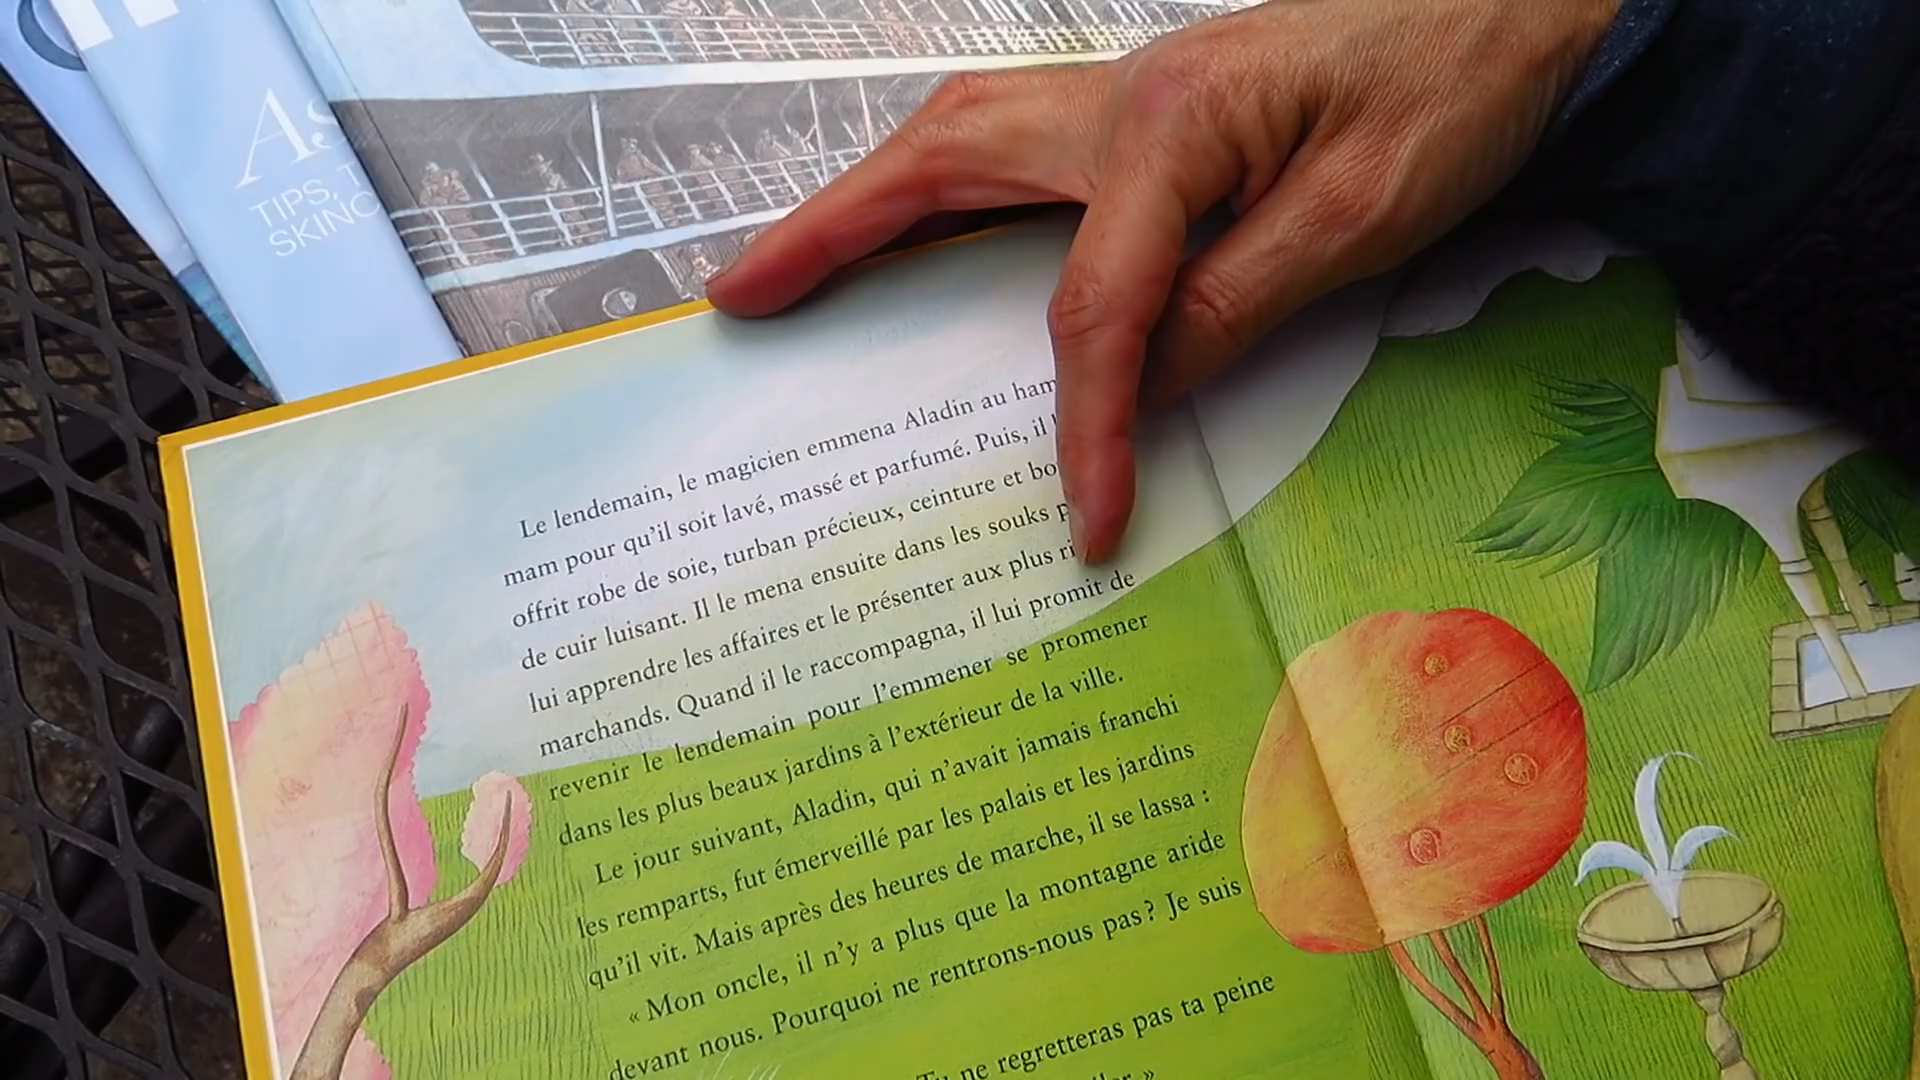 As
TIPS, T
SKINC
Le lendemain, le magicien emmena Aladin au ham
mam pour qu'il soit lavé, massé et parfumé. Puis, il
offrit robe de soie, turban précieux, ceinture et bo
de cuir luisant. Il le mena ensuite dans les souks p
lui apprendre les affaires et le présenter aux plus ri
marchands. Quand il le raccompagna, il lui promit de
revenir le lendemain pour l'emmener se promener
dans les plus beaux jardins à l'extérieur de la ville.
Le jour suivant, Aladin, qui n'avait jamais franchi
les remparts, fut émerveillé par les palais et les jardins
qu'il vit. Mais après des heures de marche, il se lassa :
« Mon oncle, il n'y a plus que la montagne aride
devant nous. Pourquoi ne rentrons-nous pas? Je suis
Tu ne regretteras pas ta peine